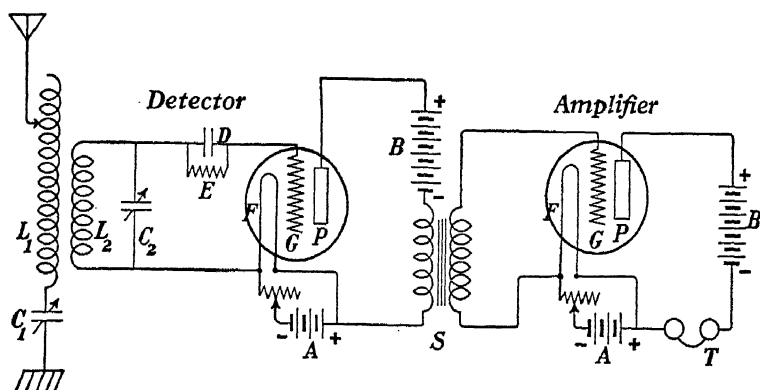 Detector
Amplifier
L1
L2
C1
C2
D
E
F
G
P
B
+
-
A
- +
S
F
G
P
B
+
-
A
- +
T